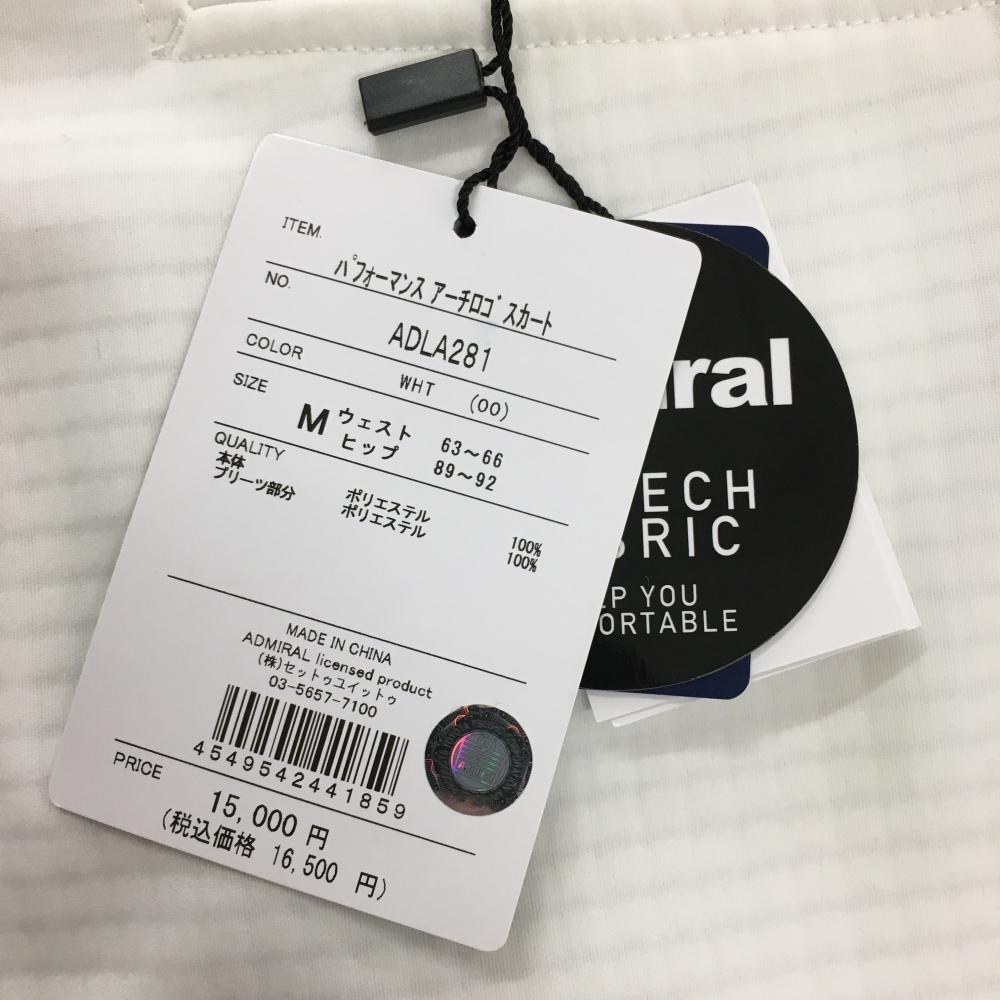 ITEM.
パフォーマンス アーチロゴ スカート
NO.
ADLA281
COLOR
WHT (00)
SIZE
M ウェスト 63～66
ヒップ 89～92
QUALITY
本体 ポリエステル 100%
プリーツ部分 ポリエステル 100%
MADE IN CHINA
ADMIRAL licensed product
(株)セットゥユイットゥ
03-5657-7100
4549542441859
PRICE
15,000 円
(税込価格 16,500 円)
iral
ECH
RIC
P YOU
ORTABLE